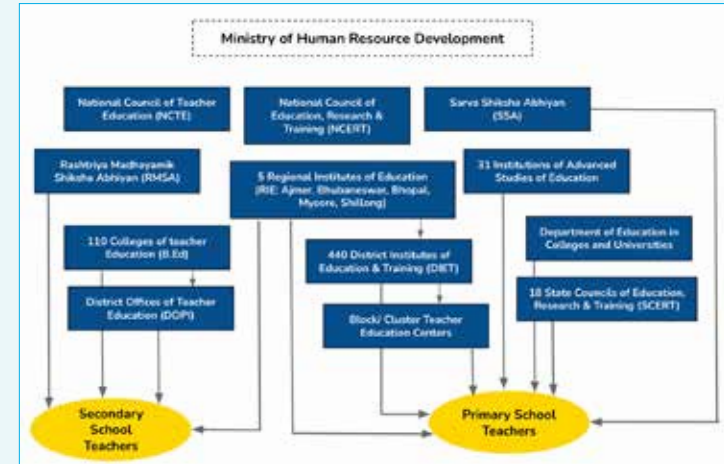 Ministry of Human Resource Development
National Council of Teacher
Education (NCTE)
National Council of
Education, Research &
Training (NCERT)
Sarva Shiksha Abhiyan
(SSA)
Rashtriya Madhayamik
Shiksha Abhiyan (RMSA)
5 Regional Institutes of Education
(RIE: Ajmer, Bhubaneswar, Bhopal,
Mysore, Shillong)
31 Institutions of Advanced
Studies of Education
110 Colleges of teacher
Education (B.Ed)
440 District Institutes of
Education & Training (DIET)
Department of Education in
Colleges and Universities
District Offices of Teacher
Education (DOPI)
Block/ Cluster Teacher
Education Centers
18 State Councils of Education,
Research & Training (SCERT)
Secondary
School
Teachers
Primary School
Teachers